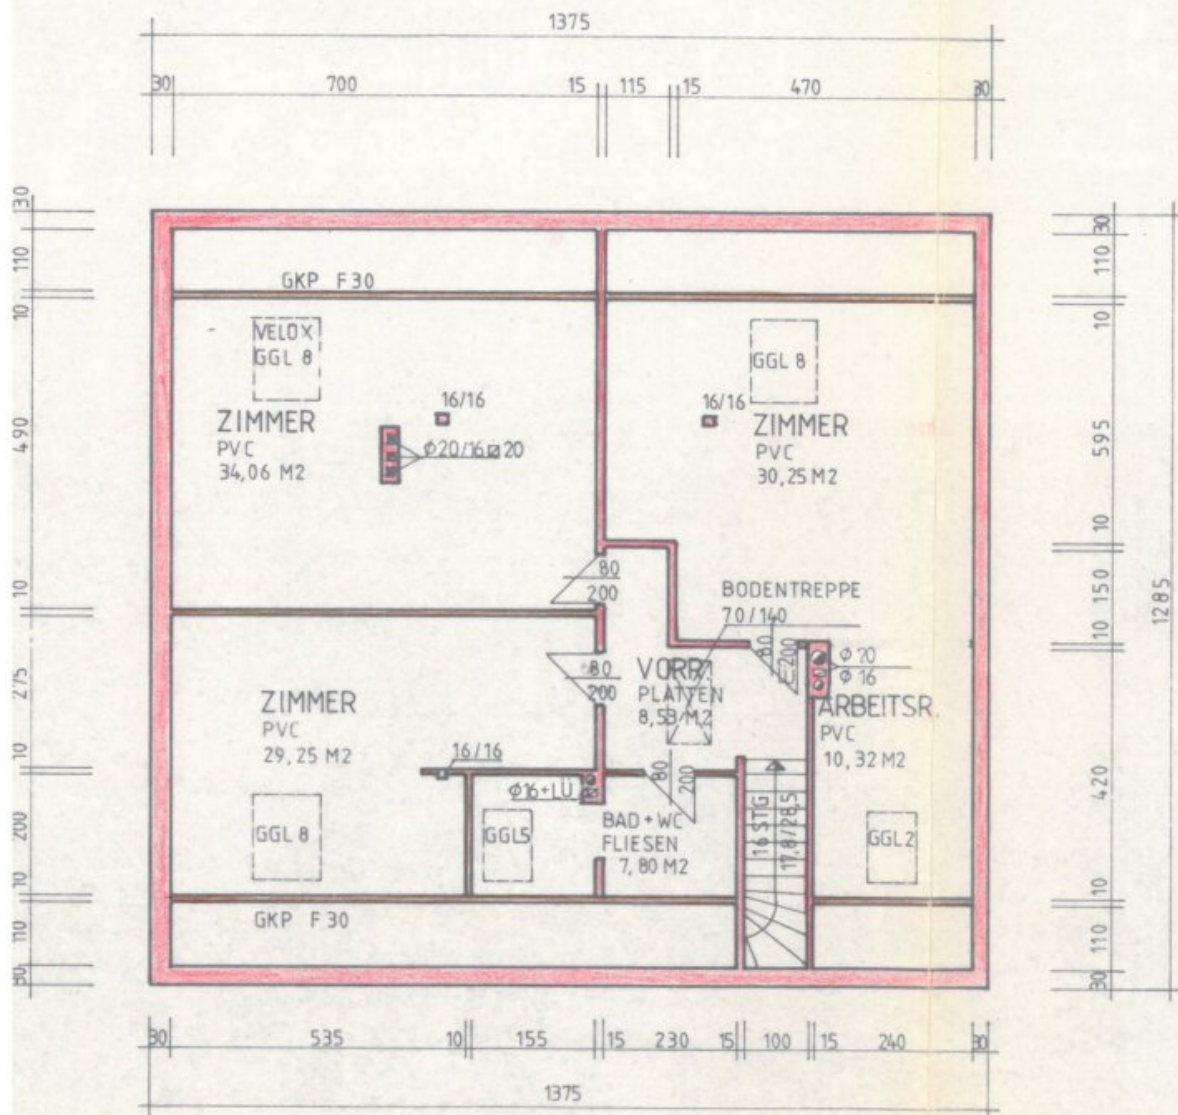 1375
30 700 15 115 15 470 30
30
110
10
490
10
275
10
200
10
110
30
30
110
10
595
10
150
10
420
10
110
30
1285
GKP F 30
VELOX
GGL 8
ZIMMER
PVC
34,06 M2
16/16
Φ20/16 20
GGL 8
16/16
ZIMMER
PVC
30,25 M2
80
200
BODENTREPPE
70/140
80
200
80
200
VORR.
PLATTEN
8,53 M2
Φ 20
Φ 16
ARBEITSR.
PVC
10,32 M2
ZIMMER
PVC
29,25 M2
16/16
Φ16+LÜ
80
200
GGL 8
GGL5
BAD + WC
FLIESEN
7,80 M2
16 STG
17,8/28,5
GGL 2
GKP F 30
30 535 10 155 15 230 15 100 15 240 30
1375